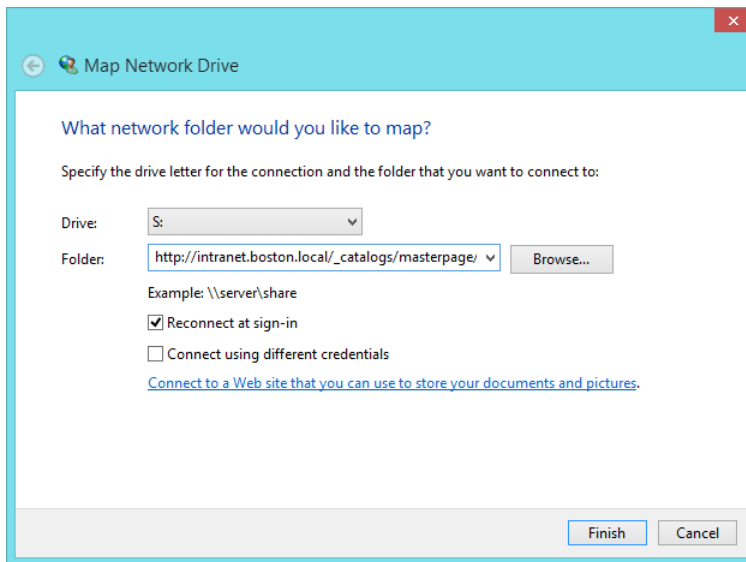 Map Network Drive
What network folder would you like to map?
Specify the drive letter for the connection and the folder that you want to connect to:
Drive: S:
Folder: http://intranet.boston.local/_catalogs/masterpage/ Browse...
Example: \\server\share
Reconnect at sign-in
Connect using different credentials
Connect to a Web site that you can use to store your documents and pictures.
Finish Cancel